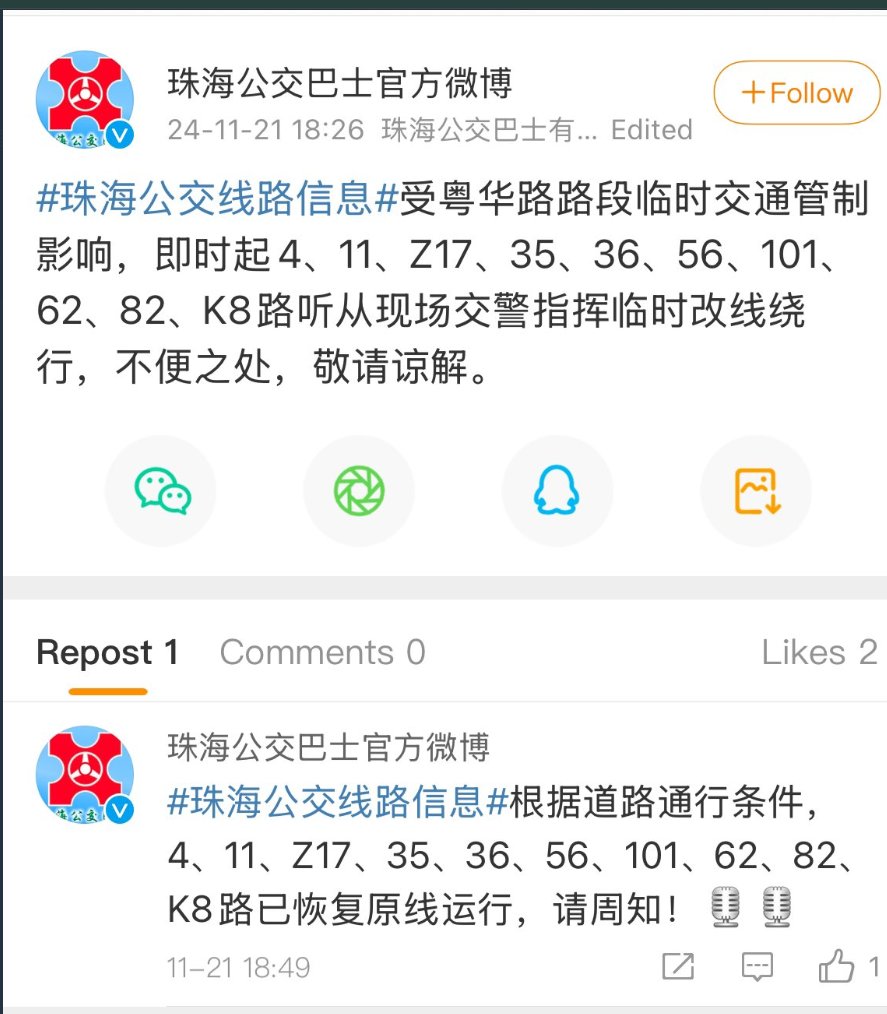 珠海公交巴士官方微博
+Follow
24-11-21 18:26 珠海公交巴士有... Edited
#珠海公交线路信息#受粤华路路段临时交通管制
影响，即时起4、11、Z17、35、36、56、101、
62、82、K8路听从现场交警指挥临时改线绕
行，不便之处，敬请谅解。
Repost 1 Comments 0 Likes 2
珠海公交巴士官方微博
#珠海公交线路信息#根据道路通行条件，
4、11、Z17、35、36、56、101、62、82、
K8路已恢复原线运行，请周知！🎙️🎙️
11-21 18:49 1